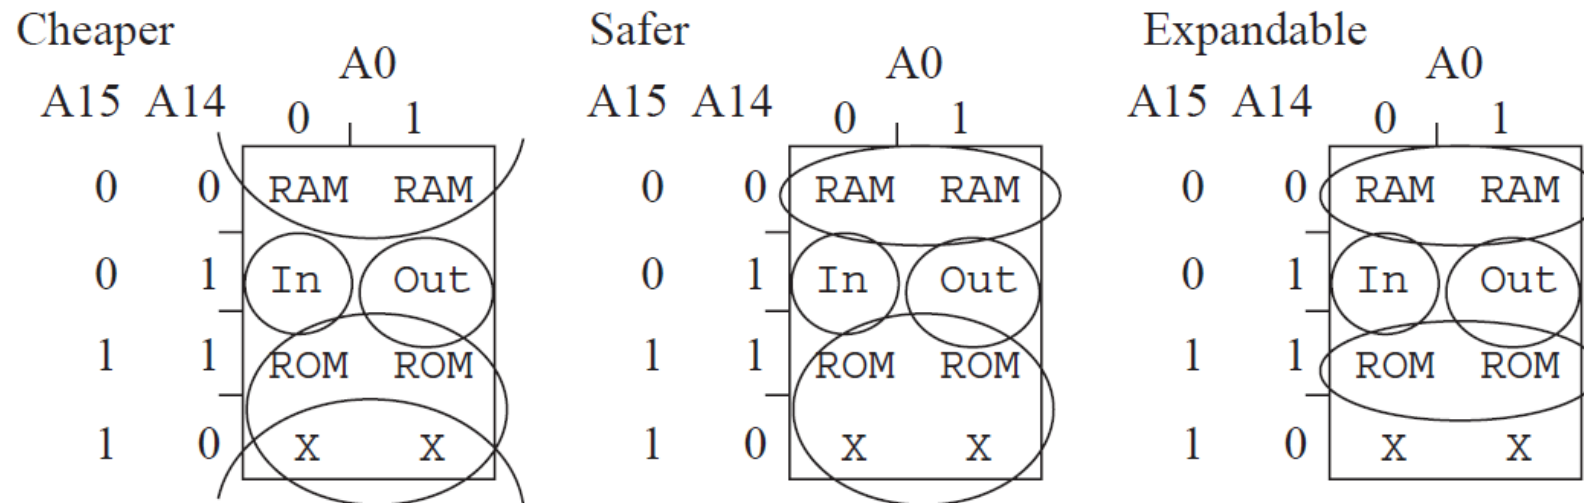 Cheaper Safer Expandable
A0 A0 A0
A15 A14 A15 A14 A15 A14
0 1 0 1 0 1
0 0 RAM RAM 0 0 RAM RAM 0 0 RAM RAM
0 1 In Out 0 1 In Out 0 1 In Out
1 1 ROM ROM 1 1 ROM ROM 1 1 ROM ROM
1 0 X X 1 0 X X 1 0 X X